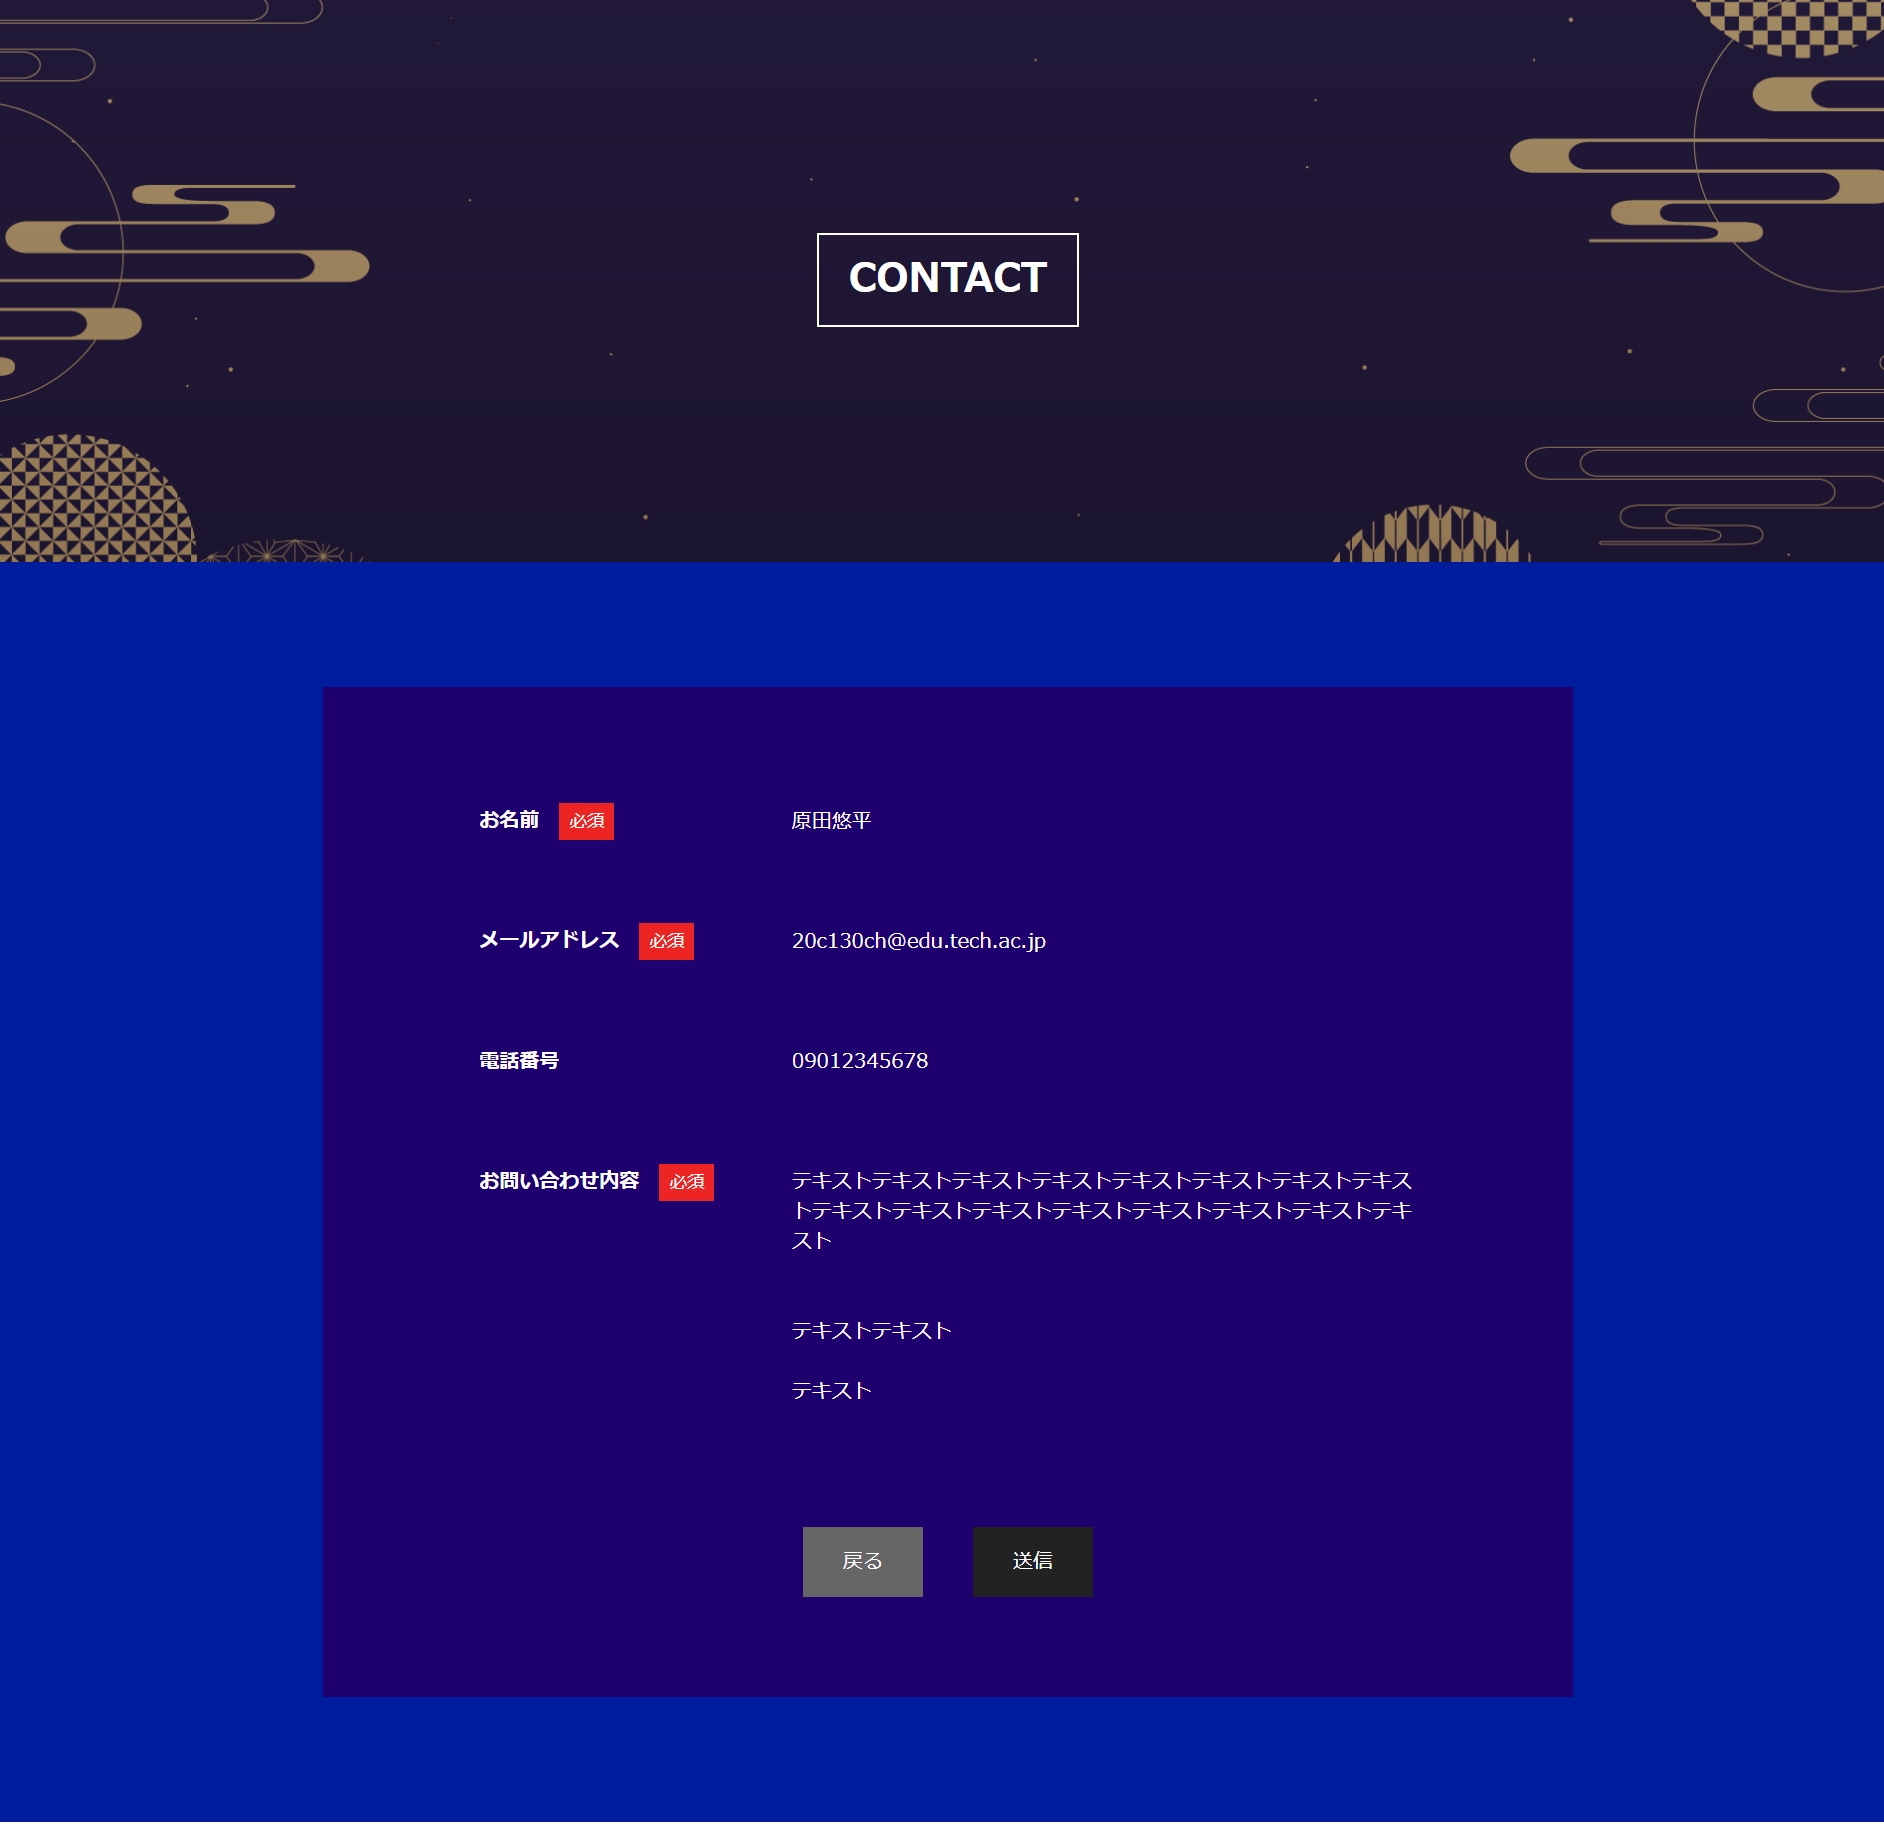 CONTACT
お名前 必須 原田悠平
メールアドレス 必須 20c130ch@edu.tech.ac.jp
電話番号 09012345678
お問い合わせ内容 必須 テキストテキストテキストテキストテキストテキストテキストテキス
トテキストテキストテキストテキストテキストテキストテキストテキ
スト
テキストテキスト
テキスト
戻る 送信